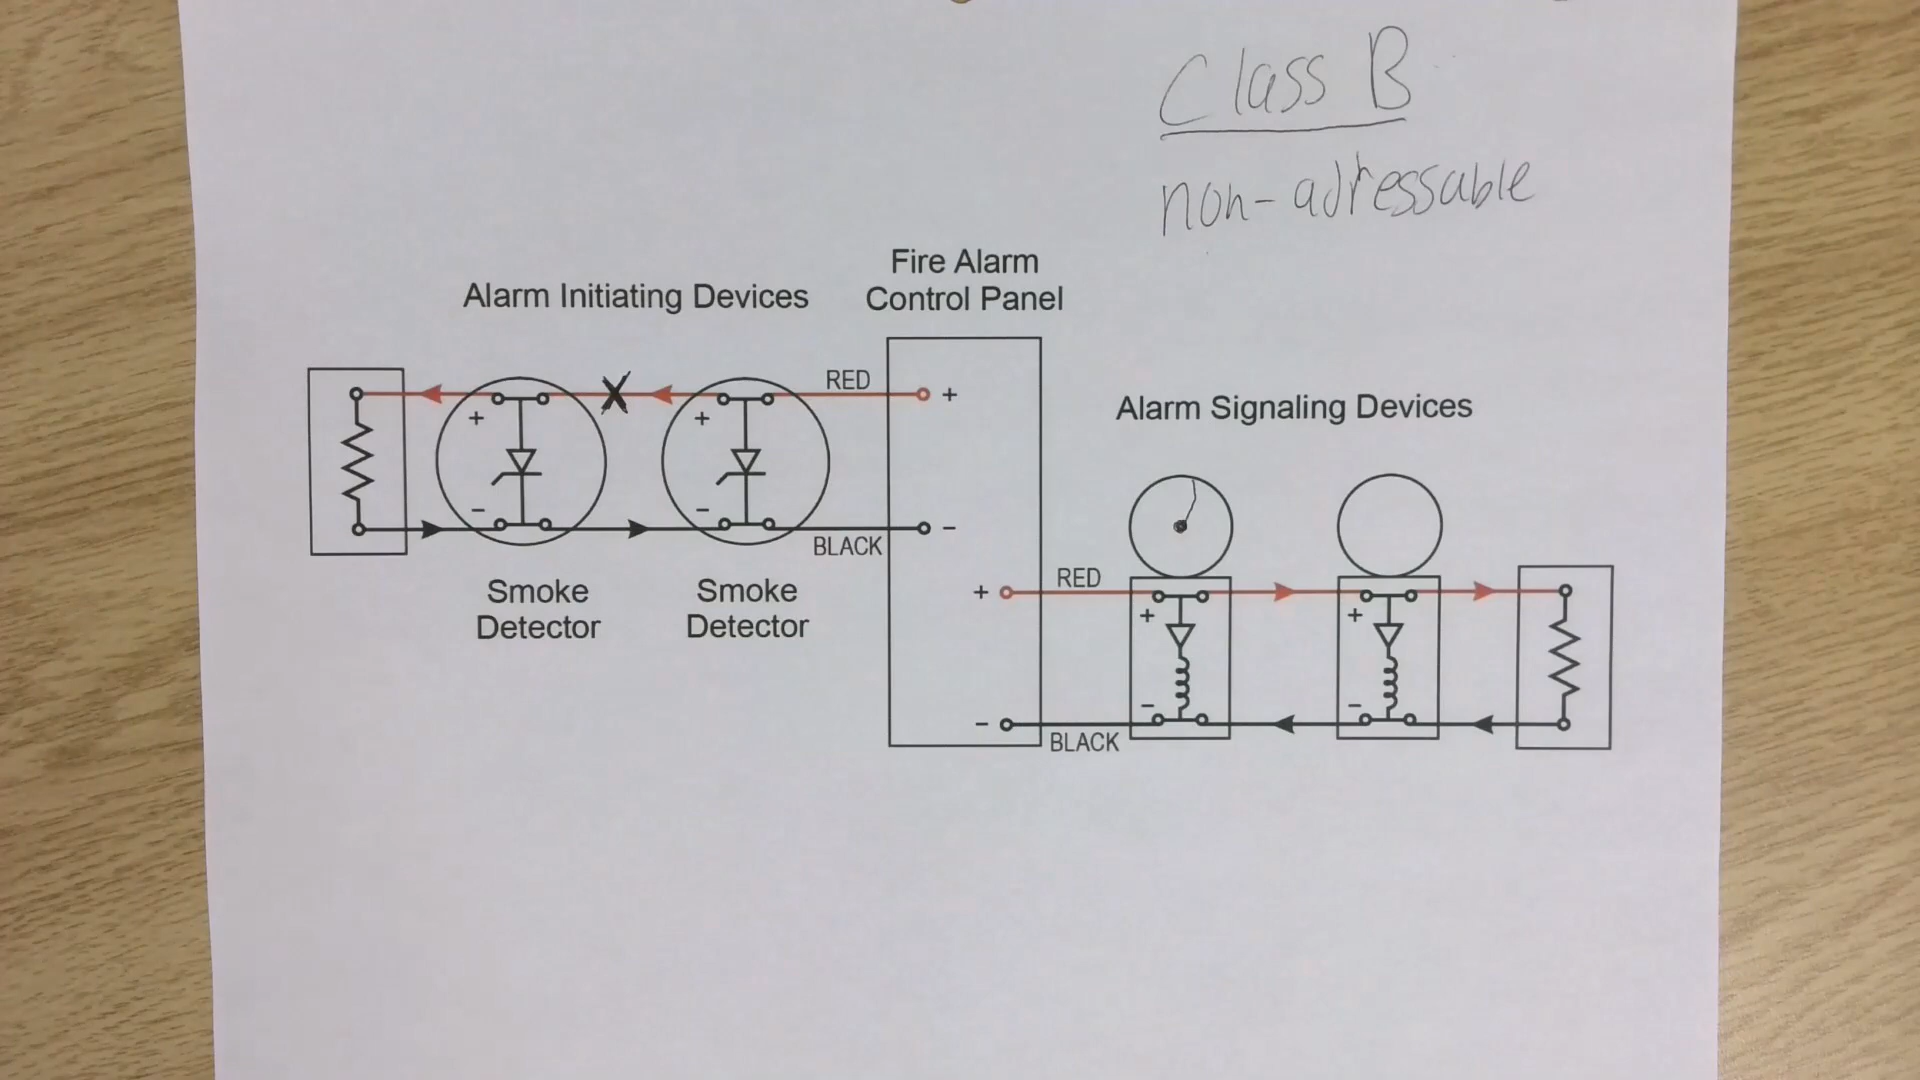 Class B
non-adressable
Fire Alarm
Control Panel
Alarm Initiating Devices
RED
+
+
+
-
-
-
BLACK
Smoke
Detector
Smoke
Detector
Alarm Signaling Devices
+
RED
+
+
-
-
-
BLACK